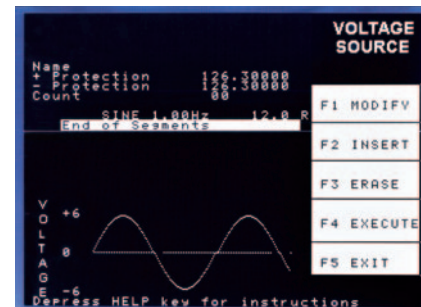 VOLTAGE
SOURCE
Name
+ Protection 126.30000
- Protection 126.30000
Count 00
SINE 1.00Hz 12.0 R
End of Segments
F1 MODIFY
F2 INSERT
F3 ERASE
F4 EXECUTE
F5 EXIT
VOLTAGE
+6
0
-6
Depress HELP key for instructions